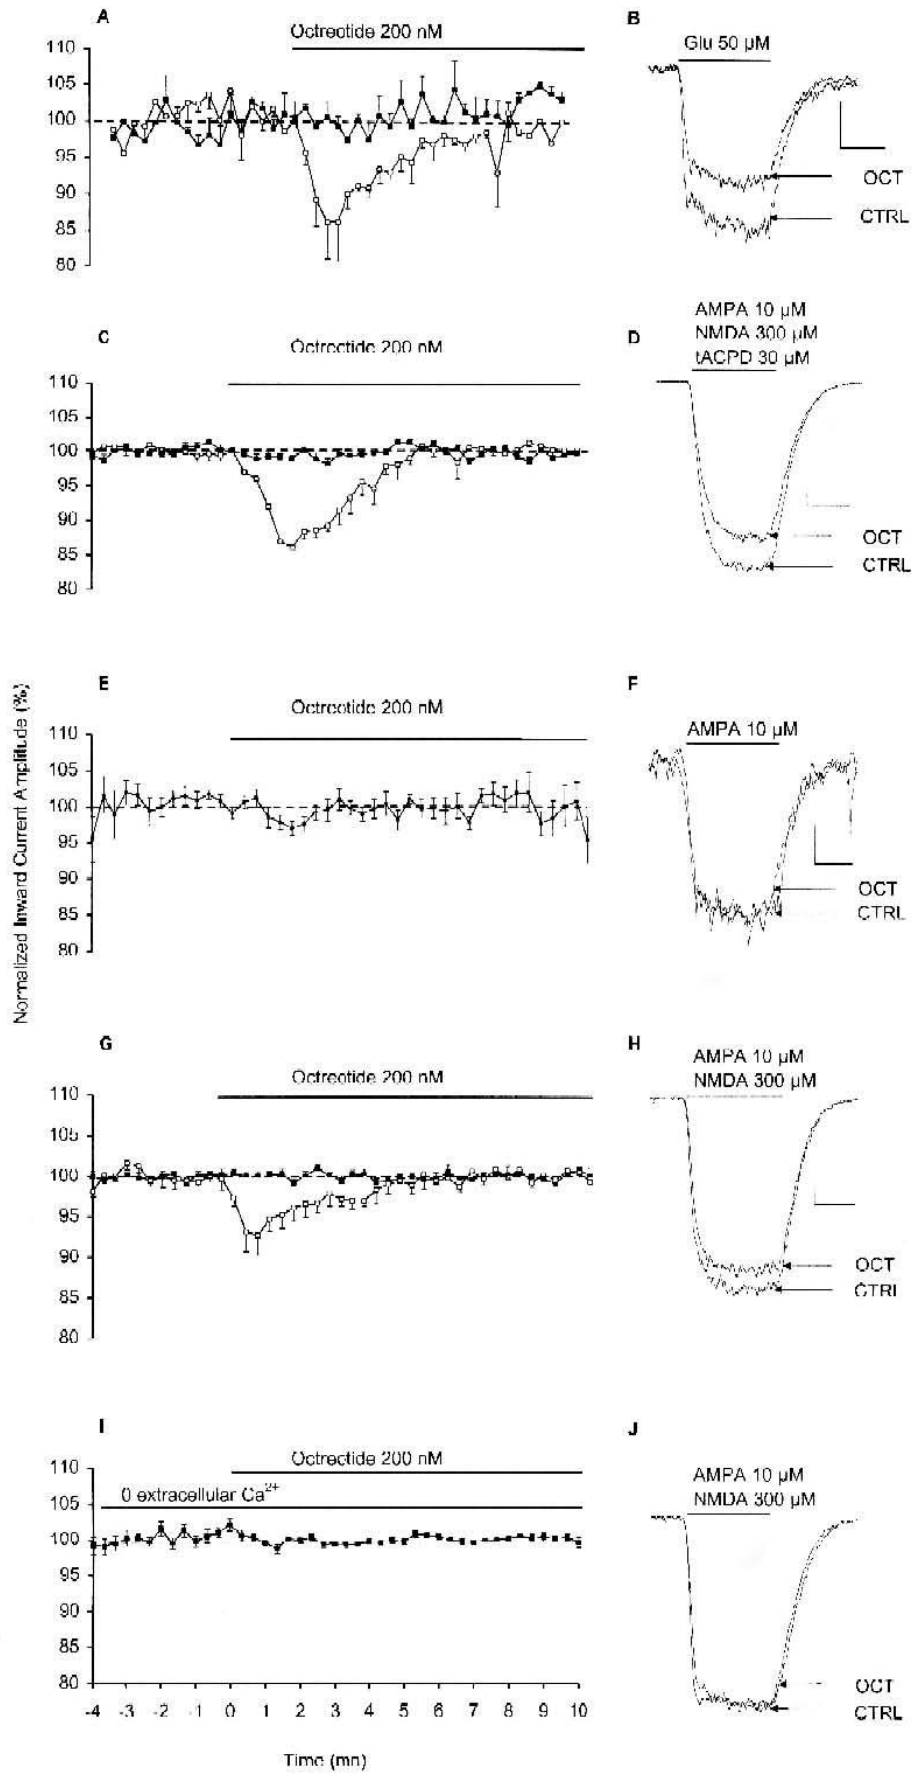 A
Octreotide 200 nM
110
105
100
95
90
85
80
B
Glu 50 µM
OCT
CTRL
C
Octreotide 200 nM
110
105
100
95
90
85
80
D
AMPA 10 µM
NMDA 300 µM
tACPD 30 µM
OCT
CTRL
Normalized Inward Current Amplitude (%)
E
Octreotide 200 nM
110
105
100
95
90
85
80
F
AMPA 10 µM
OCT
CTRL
G
Octreotide 200 nM
110
105
100
95
90
85
80
H
AMPA 10 µM
NMDA 300 µM
OCT
CTRL
I
Octreotide 200 nM
0 extracellular Ca²⁺
110
105
100
95
90
85
80
-4 -3 -2 -1 0 1 2 3 4 5 6 7 8 9 10
Time (mn)
J
AMPA 10 µM
NMDA 300 µM
OCT
CTRL